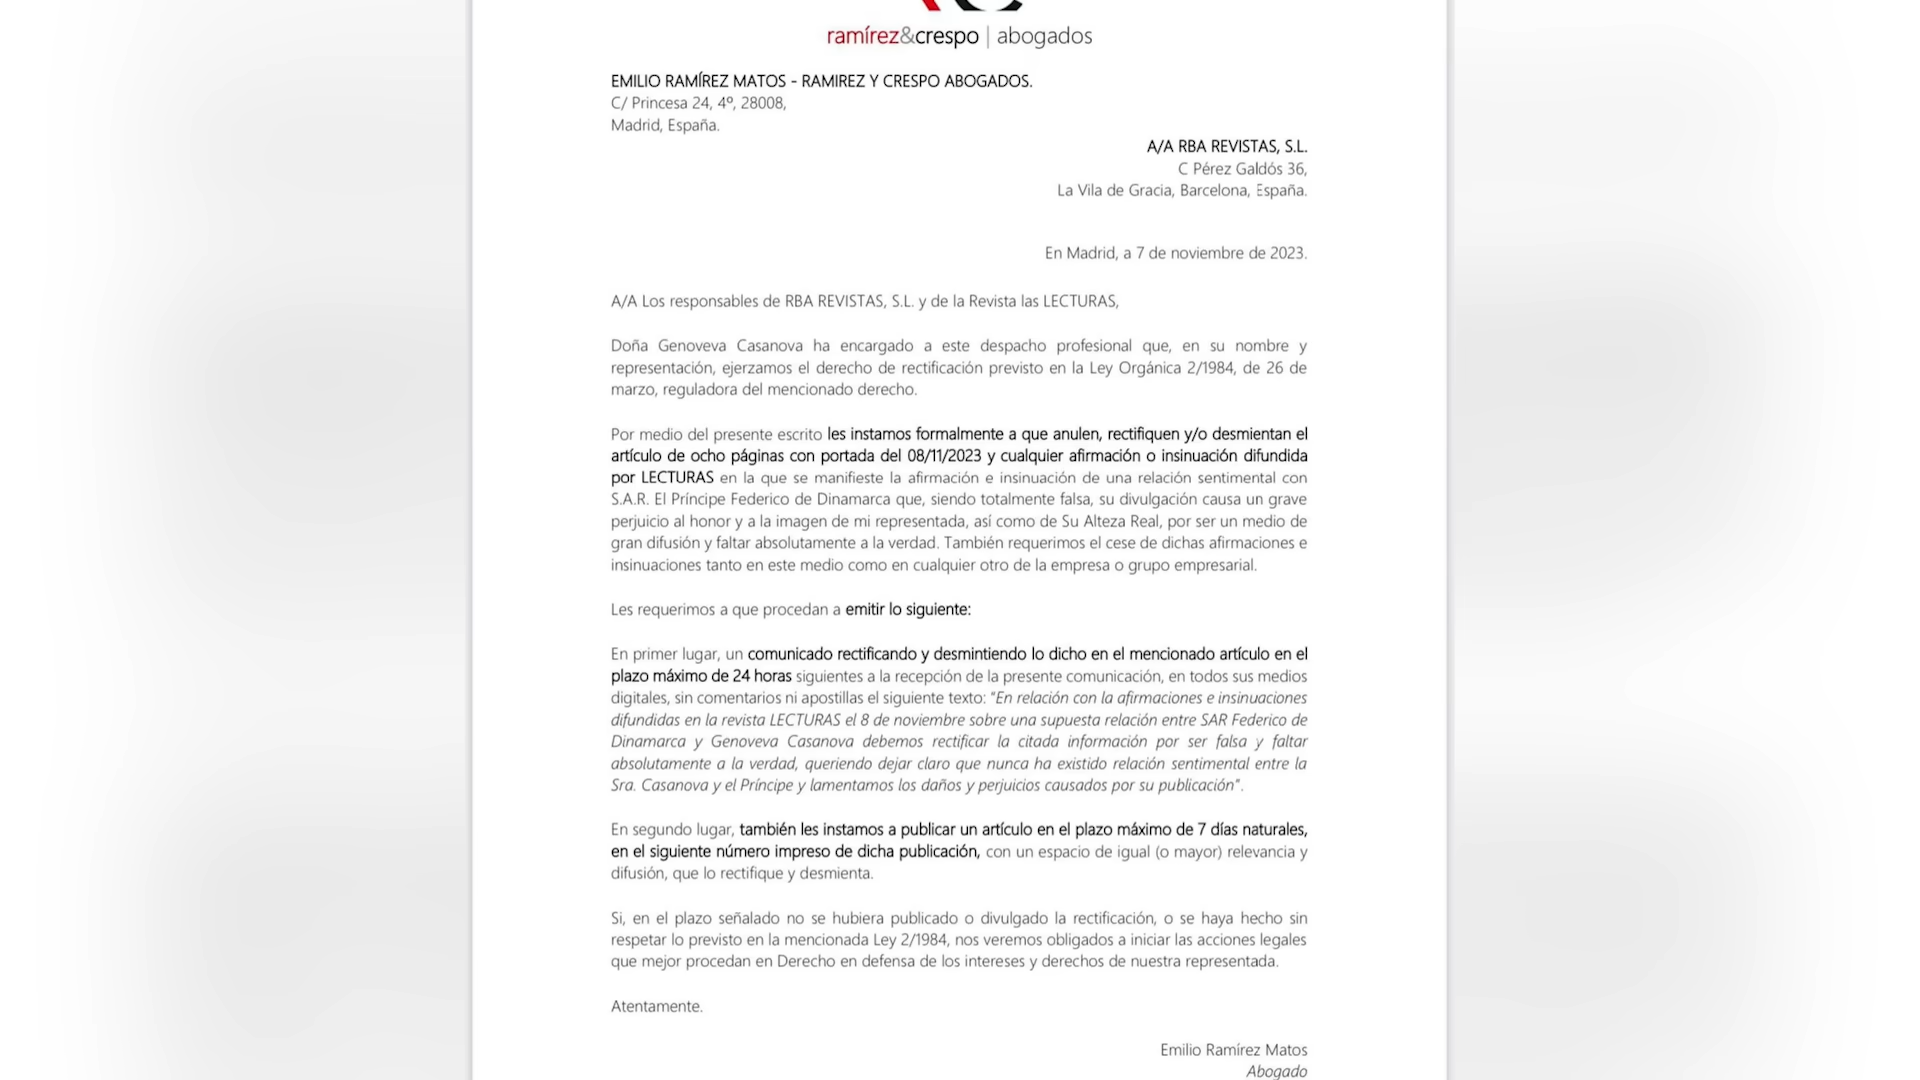 ramírez&crespo | abogados
EMILIO RAMÍREZ MATOS - RAMIREZ Y CRESPO ABOGADOS.
C/ Princesa 24, 4º, 28008,
Madrid, España.
A/A RBA REVISTAS, S.L.
C Pérez Galdós 36,
La Vila de Gracia, Barcelona, España.
En Madrid, a 7 de noviembre de 2023.
A/A Los responsables de RBA REVISTAS, S.L. y de la Revista las LECTURAS,
Doña Genoveva Casanova ha encargado a este despacho profesional que, en su nombre y
representación, ejerzamos el derecho de rectificación previsto en la Ley Orgánica 2/1984, de 26 de
marzo, reguladora del mencionado derecho.
Por medio del presente escrito les instamos formalmente a que anulen, rectifiquen y/o desmientan el
artículo de ocho páginas con portada del 08/11/2023 y cualquier afirmación o insinuación difundida
por LECTURAS en la que se manifieste la afirmación e insinuación de una relación sentimental con
S.A.R. El Príncipe Federico de Dinamarca que, siendo totalmente falsa, su divulgación causa un grave
perjuicio al honor y a la imagen de mi representada, así como de Su Alteza Real, por ser un medio de
gran difusión y faltar absolutamente a la verdad. También requerimos el cese de dichas afirmaciones e
insinuaciones tanto en este medio como en cualquier otro de la empresa o grupo empresarial.
Les requerimos a que procedan a emitir lo siguiente:
En primer lugar, un comunicado rectificando y desmintiendo lo dicho en el mencionado artículo en el
plazo máximo de 24 horas siguientes a la recepción de la presente comunicación, en todos sus medios
digitales, sin comentarios ni apostillas el siguiente texto: "En relación con la afirmaciones e insinuaciones
difundidas en la revista LECTURAS el 8 de noviembre sobre una supuesta relación entre SAR Federico de
Dinamarca y Genoveva Casanova debemos rectificar la citada información por ser falsa y faltar
absolutamente a la verdad, queriendo dejar claro que nunca ha existido relación sentimental entre la
Sra. Casanova y el Príncipe y lamentamos los daños y perjuicios causados por su publicación".
En segundo lugar, también les instamos a publicar un artículo en el plazo máximo de 7 días naturales,
en el siguiente número impreso de dicha publicación, con un espacio de igual (o mayor) relevancia y
difusión, que lo rectifique y desmienta.
Si, en el plazo señalado no se hubiera publicado o divulgado la rectificación, o se haya hecho sin
respetar lo previsto en la mencionada Ley 2/1984, nos veremos obligados a iniciar las acciones legales
que mejor procedan en Derecho en defensa de los intereses y derechos de nuestra representada.
Atentamente.
Emilio Ramírez Matos
Abogado